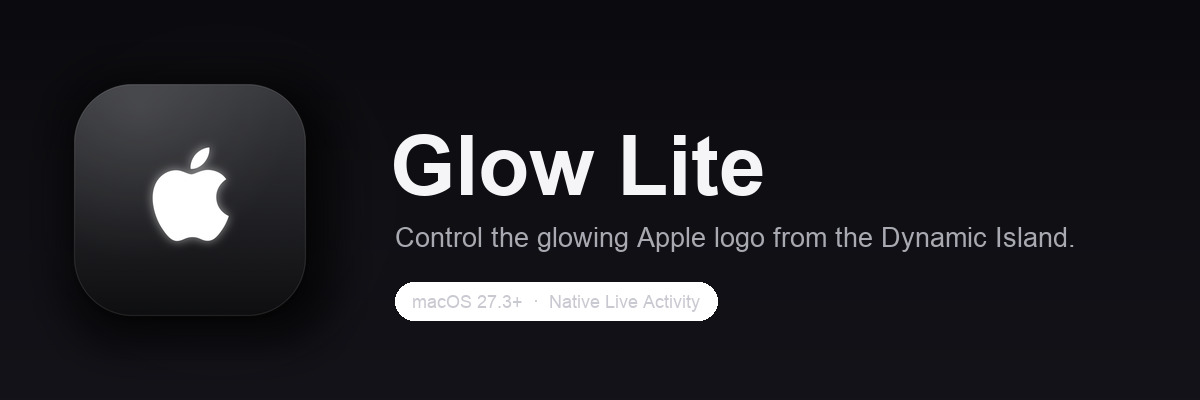 Glow Lite
Control the glowing Apple logo from the Dynamic Island.
macOS 27.3+ · Native Live Activity